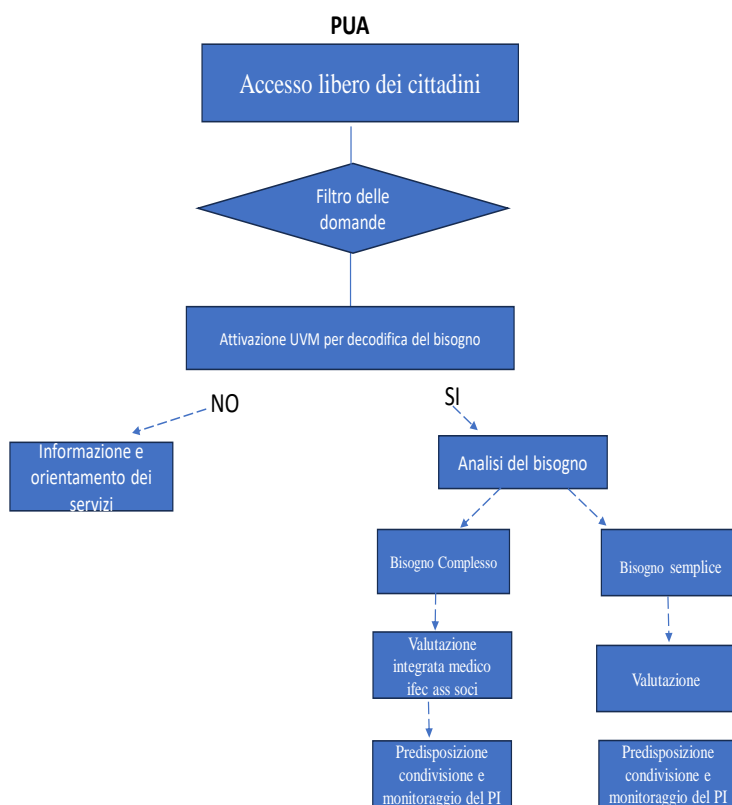 PUA
Accesso libero dei cittadini
Filtro delle
domande
Attivazione UVM per decodifica del bisogno
NO
SI
Informazione e
orientamento dei
servizi
Analisi del bisogno
Bisogno Complesso
Bisogno semplice
Valutazione
integrata medico
ifec ass soci
Valutazione
Predisposizione
condivisione e
monitoraggio del PI
Predisposizione
condivisione e
monitoraggio del PI